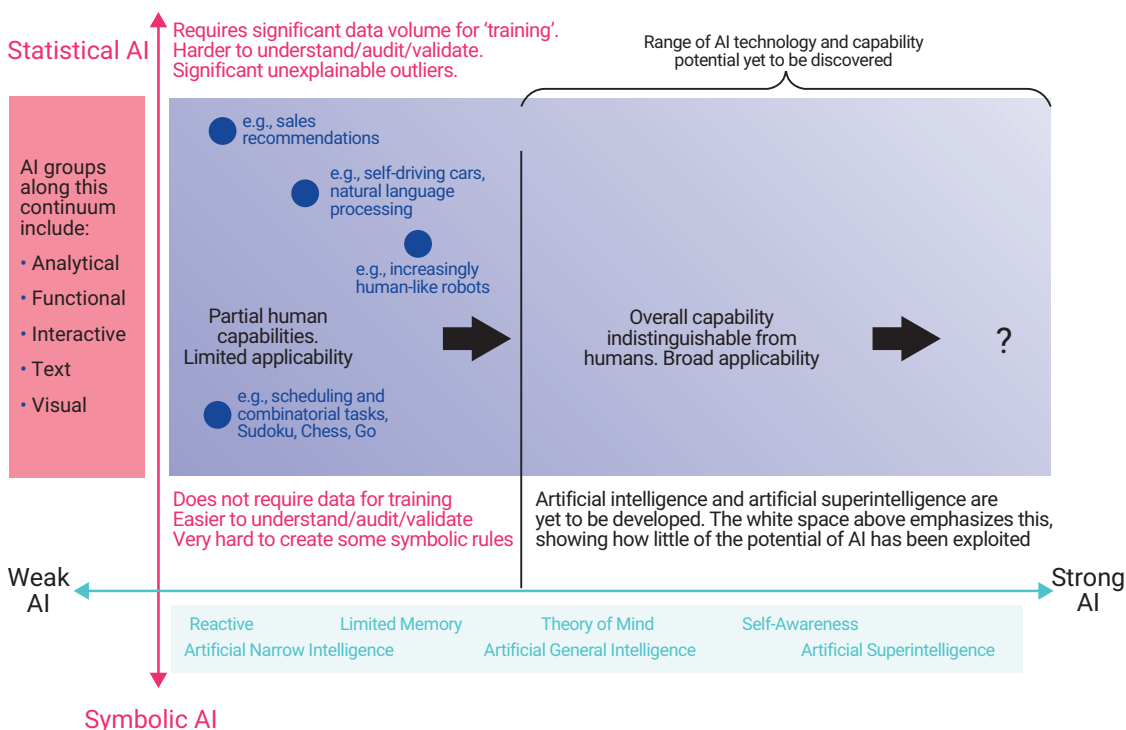 Statistical AI
Requires significant data volume for ‘training’.
Harder to understand/audit/validate.
Significant unexplainable outliers.
Range of AI technology and capability
potential yet to be discovered
AI groups
along this
continuum
include:
• Analytical
• Functional
• Interactive
• Text
• Visual
e.g., sales
recommendations
e.g., self-driving cars,
natural language
processing
e.g., increasingly
human-like robots
Partial human
capabilities.
Limited applicability
Overall capability
indistinguishable from
humans. Broad applicability
?
e.g., scheduling and
combinatorial tasks,
Sudoku, Chess, Go
Does not require data for training
Easier to understand/audit/validate
Very hard to create some symbolic rules
Artificial intelligence and artificial superintelligence are
yet to be developed. The white space above emphasizes this,
showing how little of the potential of AI has been exploited
Weak
AI
Strong
AI
Reactive
Limited Memory
Theory of Mind
Self-Awareness
Artificial Narrow Intelligence
Artificial General Intelligence
Artificial Superintelligence
Symbolic AI